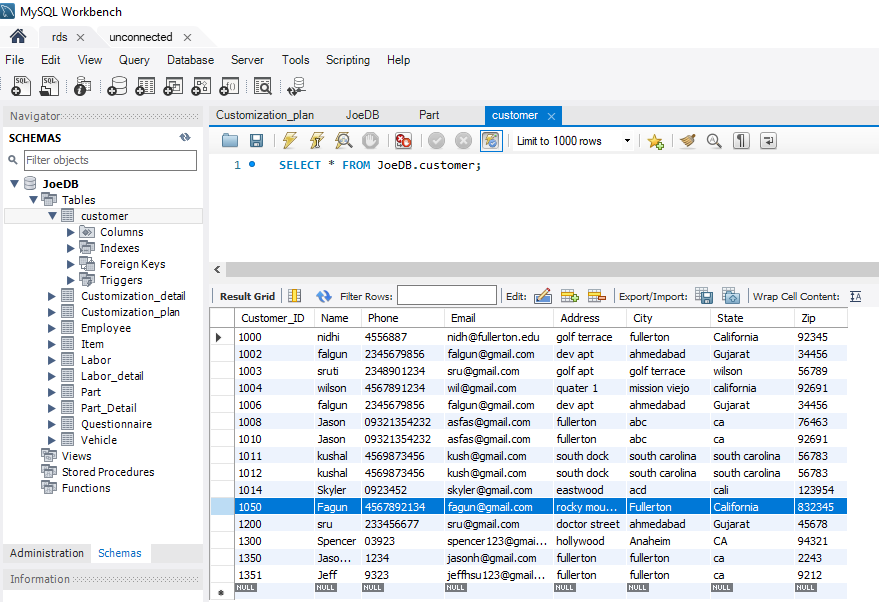 MySQL Workbench
rds unconnected
File Edit View Query Database Server Tools Scripting Help
Navigator
SCHEMAS
Filter objects
JoeDB
Tables
customer
Columns
Indexes
Foreign Keys
Triggers
Customization_detail
Customization_plan
Employee
Item
Labor
Labor_detail
Part
Part_Detail
Questionnaire
Vehicle
Views
Stored Procedures
Functions
Administration Schemas
Information
Customization_plan JoeDB Part customer
Limit to 1000 rows
1 SELECT * FROM JoeDB.customer;
Result Grid Filter Rows: Edit: Export/Import: Wrap Cell Content: IA
Customer_ID Name Phone Email Address City State Zip
1000 nidhi 4556887 nidh@fullerton.edu golf terrace fullerton California 92345
1002 falgun 2345679856 falgun@gmail.com dev apt ahmedabad Gujarat 34456
1003 sruti 2348901234 sru@gmail.com golf apt golf terrace wilson 56789
1004 wilson 4567891234 wil@gmail.com quater 1 mission viejo california 92691
1006 falgun 2345679856 falgun@gmail.com dev apt ahmedabad Gujarat 34456
1008 Jason 09321354232 asfas@gmail.com fullerton abc ca 76463
1010 Jason 09321354232 asfas@gmail.com fullerton abc ca 92691
1011 kushal 4569873456 kush@gmail.com south dock south carolina south carolina 56783
1012 kushal 4569873456 kush@gmail.com south dock south carolina south carolina 56783
1014 Skyler 0923452 skyler@gmail.com eastwood acd cali 123954
1050 Fagun 4567892134 fagun@gmail.com rocky mou... Fullerton California 832345
1200 sru 233456677 sru@gmail.com doctor street ahmedabad Gujarat 45678
1300 Spencer 03923 spencer123@gmai... hollywood Anaheim CA 94321
1350 Jaso... 1234 jasonh@gmail.com fullerton fullerton ca 2243
1351 Jeff 9323 jeffhsu123@gmail... fullerton fullerton ca 9212
NULL NULL NULL NULL NULL NULL NULL NULL